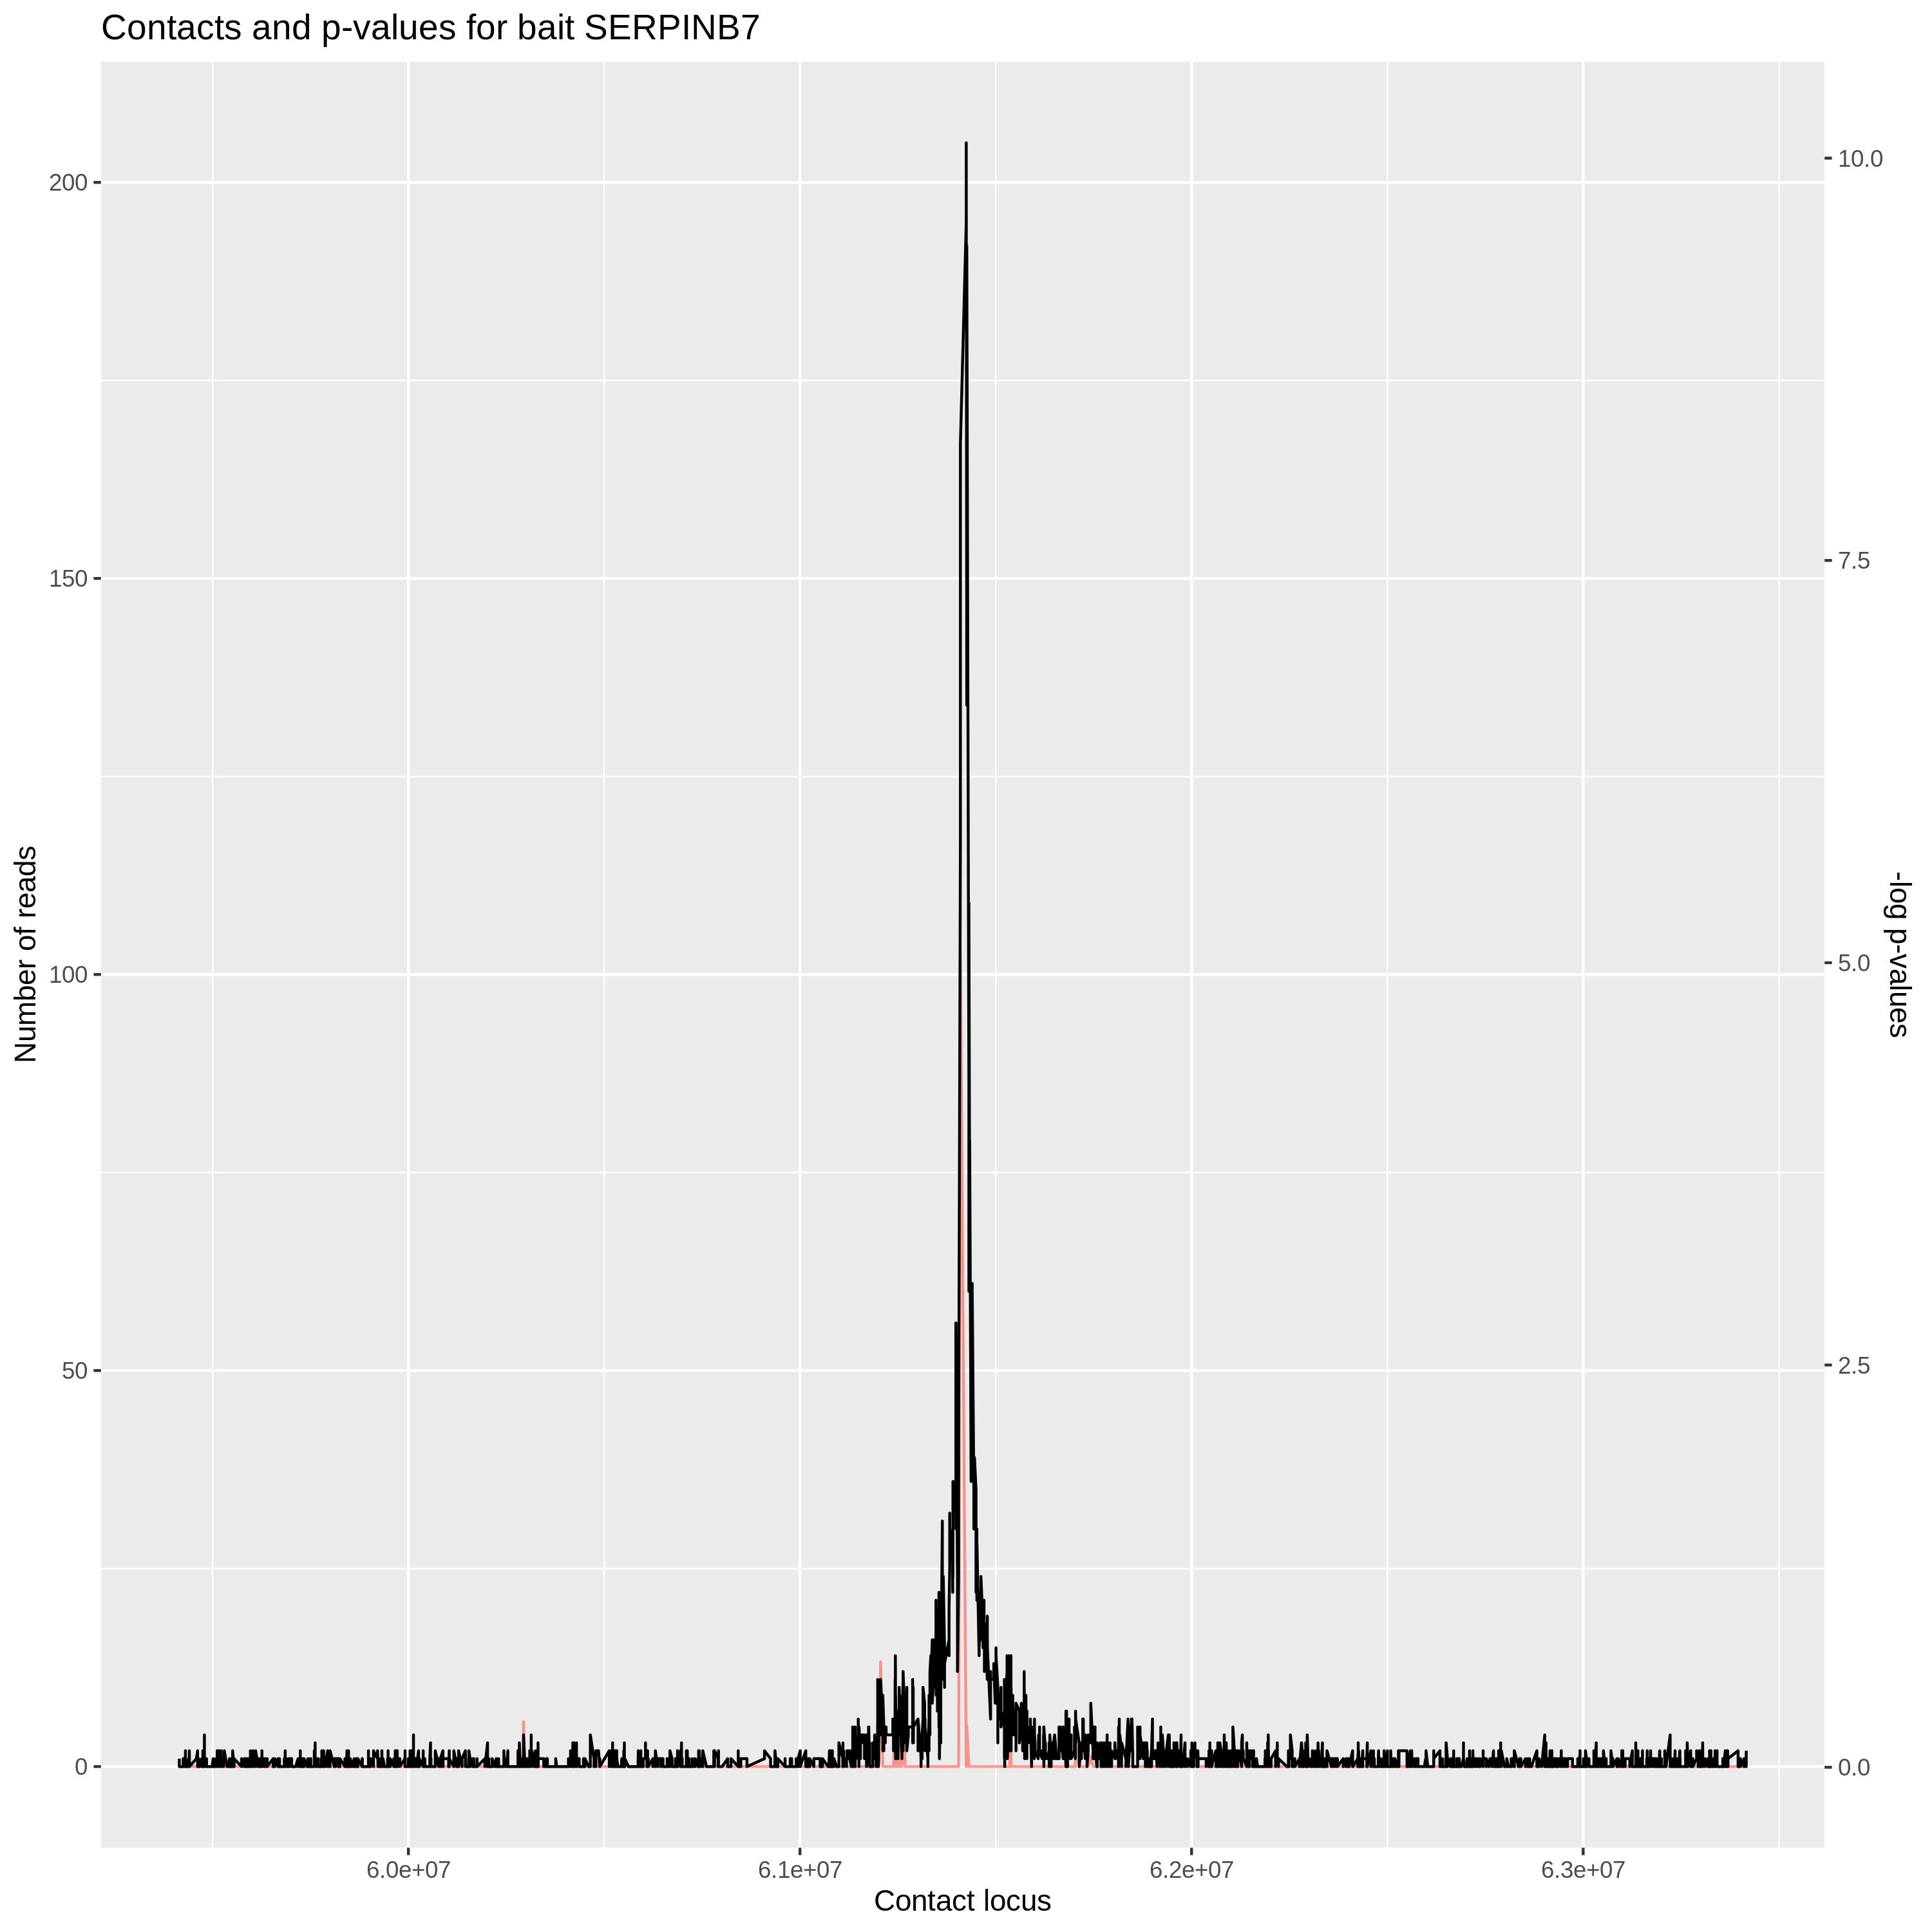 Contacts and p-values for bait SERPINB7
200
150
100
50
0
Number of reads
10.0
7.5
5.0
2.5
0.0
-log p-values
6.0e+07 6.1e+07 6.2e+07 6.3e+07
Contact locus